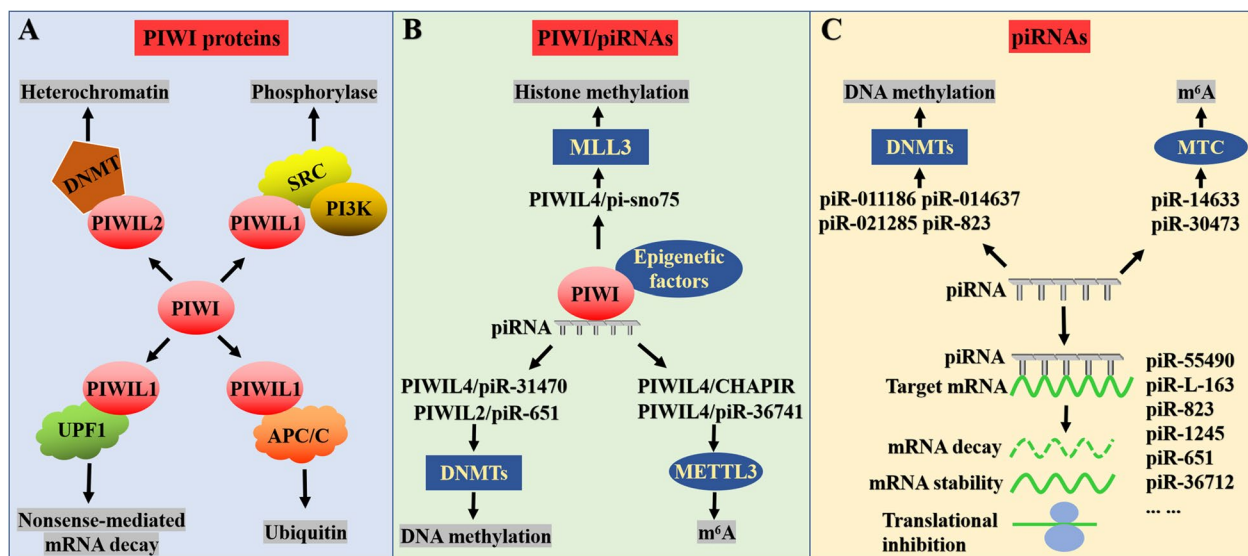 A
PIWI proteins
Heterochromatin
Phosphorylase
DNMT
SRC
PIWIL2
PIWIL1
PI3K
PIWI
PIWIL1
PIWIL1
UPF1
APC/C
Nonsense-mediated
mRNA decay
Ubiquitin
B
PIWI/piRNAs
Histone methylation
MLL3
PIWIL4/pi-sno75
Epigenetic
factors
PIWI
piRNA
PIWIL4/piR-31470
PIWIL2/piR-651
PIWIL4/CHAPIR
PIWIL4/piR-36741
DNMTs
METTL3
DNA methylation
m⁶A
C
piRNAs
DNA methylation
m⁶A
DNMTs
MTC
piR-011186 piR-014637
piR-021285 piR-823
piR-14633
piR-30473
piRNA
piRNA
Target mRNA
mRNA decay
mRNA stability
Translational
inhibition
piR-55490
piR-L-163
piR-823
piR-1245
piR-651
piR-36712
... ...